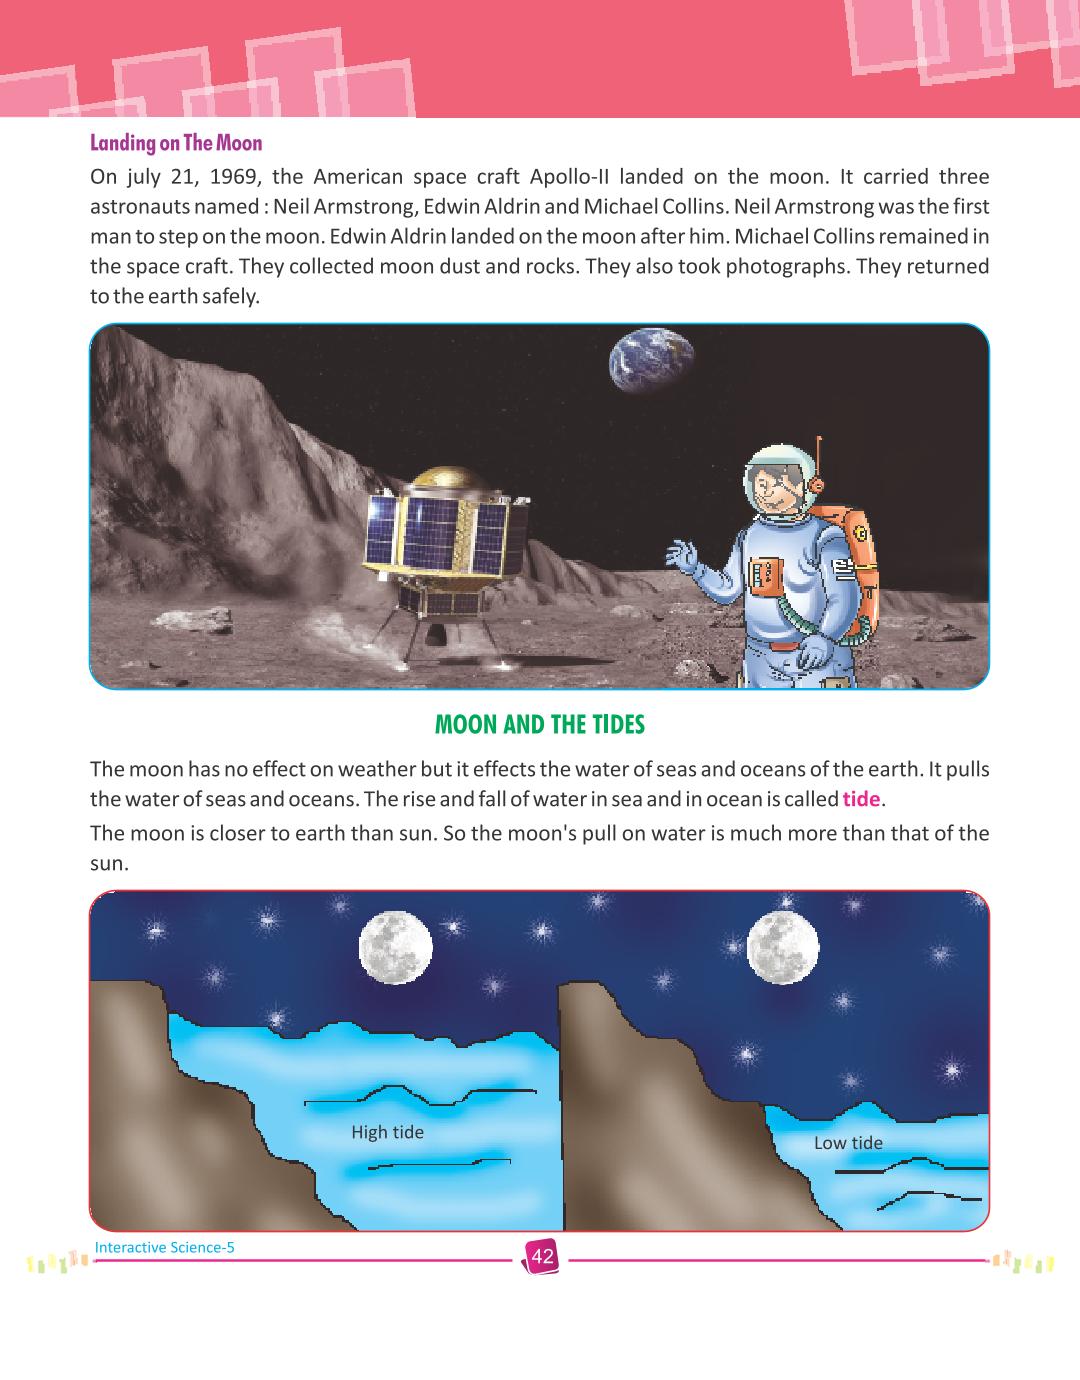 Landing on The Moon
On july 21, 1969, the American space craft Apollo-II landed on the moon. It carried three
astronauts named : Neil Armstrong, Edwin Aldrin and Michael Collins. Neil Armstrong was the first
man to step on the moon. Edwin Aldrin landed on the moon after him. Michael Collins remained in
the space craft. They collected moon dust and rocks. They also took photographs. They returned
to the earth safely.
MOON AND THE TIDES
The moon has no effect on weather but it effects the water of seas and oceans of the earth. It pulls
the water of seas and oceans. The rise and fall of water in sea and in ocean is called tide.
The moon is closer to earth than sun. So the moon's pull on water is much more than that of the
sun.
High tide
Low tide
Interactive Science-5
42